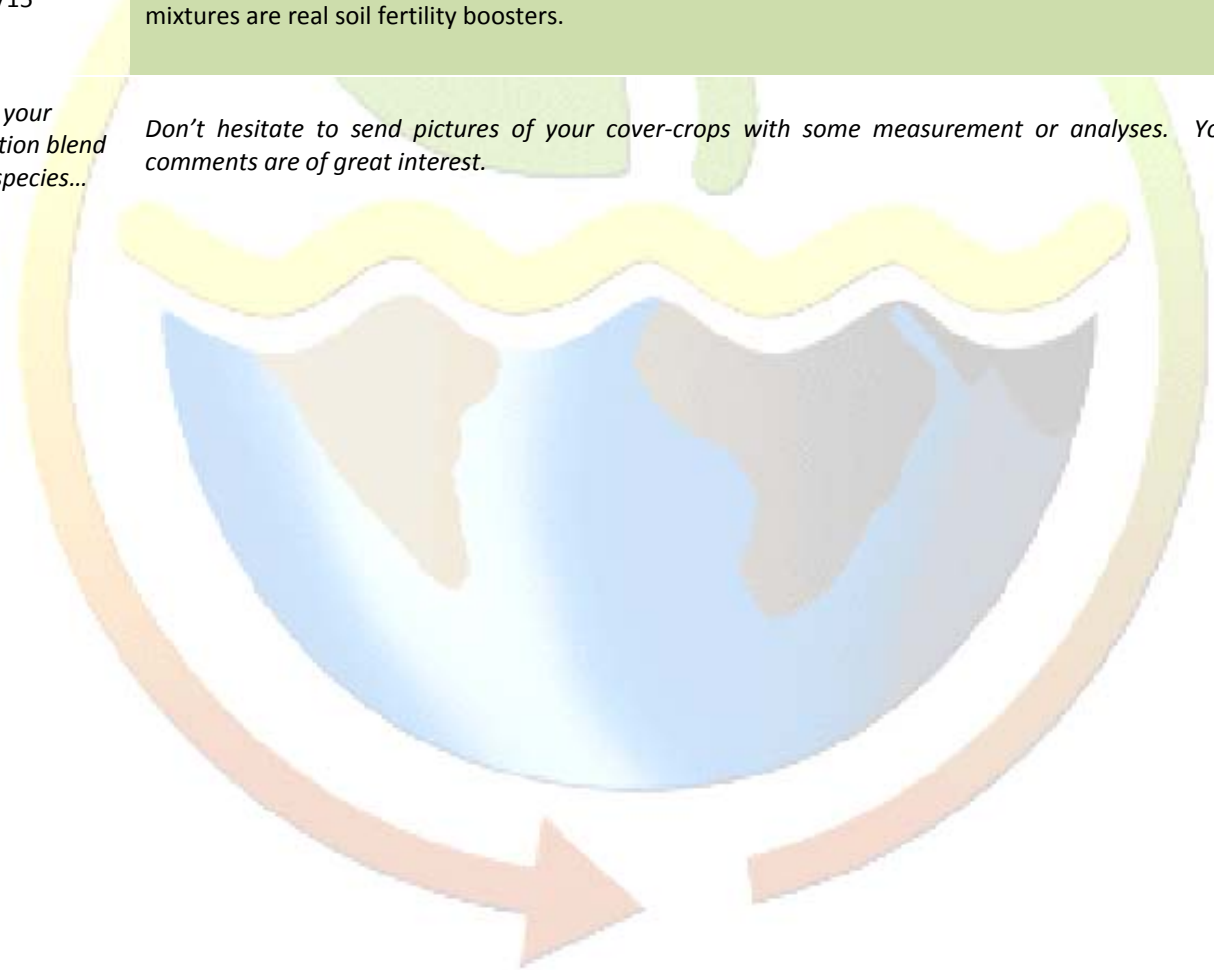 /15
mixtures are real soil fertility boosters.
your
tion blend
species…
Don’t hesitate to send pictures of your cover-crops with some measurement or analyses. Yo
comments are of great interest.